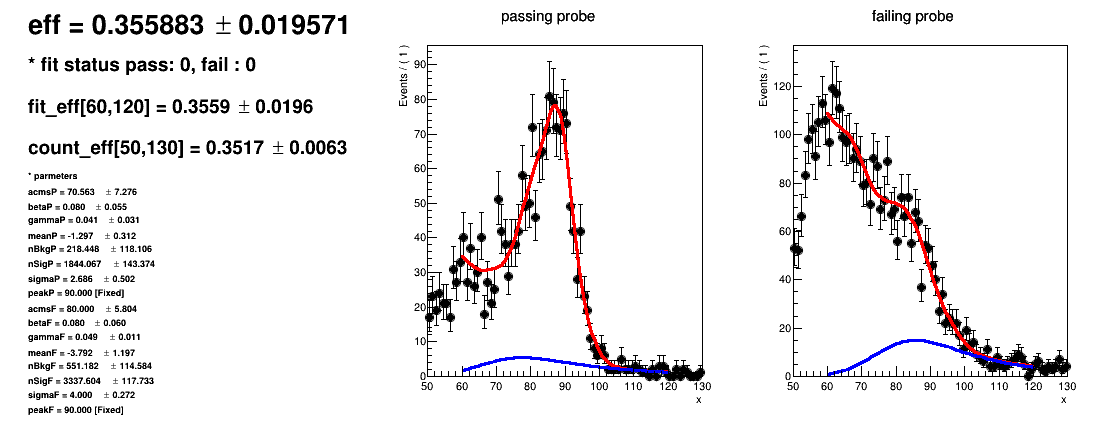 eff = 0.355883 ± 0.019571
* fit status pass: 0, fail : 0
fit_eff[60,120] = 0.3559 ± 0.0196
count_eff[50,130] = 0.3517 ± 0.0063
* parmeters
acmsP = 70.563 ± 7.276
betaP = 0.080 ± 0.055
gammaP = 0.041 ± 0.031
meanP = -1.297 ± 0.312
nBkgP = 218.448 ± 118.106
nSigP = 1844.067 ± 143.374
sigmaP = 2.686 ± 0.502
peakP = 90.000 [Fixed]
acmsF = 80.000 ± 5.804
betaF = 0.080 ± 0.060
gammaF = 0.049 ± 0.011
meanF = -3.792 ± 1.197
nBkgF = 551.182 ± 114.584
nSigF = 3337.604 ± 117.733
sigmaF = 4.000 ± 0.272
peakF = 90.000 [Fixed]
passing probe
Events / ( 1 )
90
80
70
60
50
40
30
20
10
0
50 60 70 80 90 100 110 120 130
x
failing probe
Events / ( 1 )
120
100
80
60
40
20
0
50 60 70 80 90 100 110 120 130
x